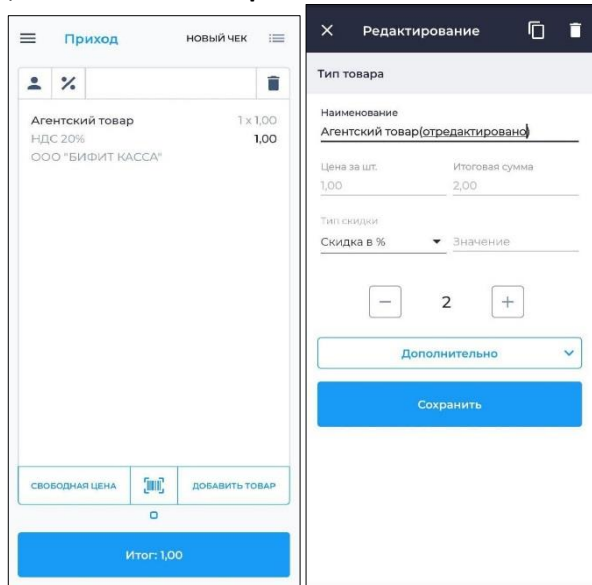 Приход
НОВЫЙ ЧЕК
Агентский товар 1 x 1,00
НДС 20% 1,00
ООО "БИФИТ КАССА"
СВОБОДНАЯ ЦЕНА
ДОБАВИТЬ ТОВАР
Итог: 1,00
Редактирование
Тип товара
Наименование
Агентский товар(отредактировано)
Цена за шт. Итоговая сумма
1,00 2,00
Тип скидки
Скидка в % Значение
2
Дополнительно
Сохранить